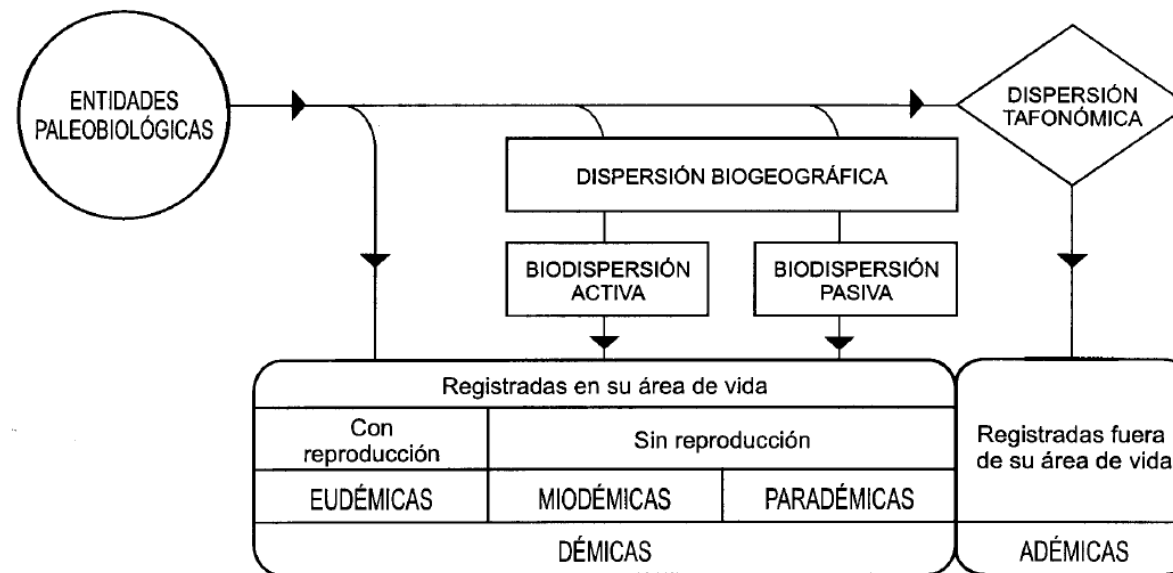 ENTIDADES
PALEOBIOLÓGICAS
DISPERSIÓN
TAFONÓMICA
DISPERSIÓN BIOGEOGRÁFICA
BIODISPERSIÓN
ACTIVA
BIODISPERSIÓN
PASIVA
Registradas en su área de vida
Con
reproducción
Sin reproducción
Registradas fuera
de su área de vida
EUDÉMICAS
MIODÉMICAS
PARADÉMICAS
DÉMICAS
ADÉMICAS